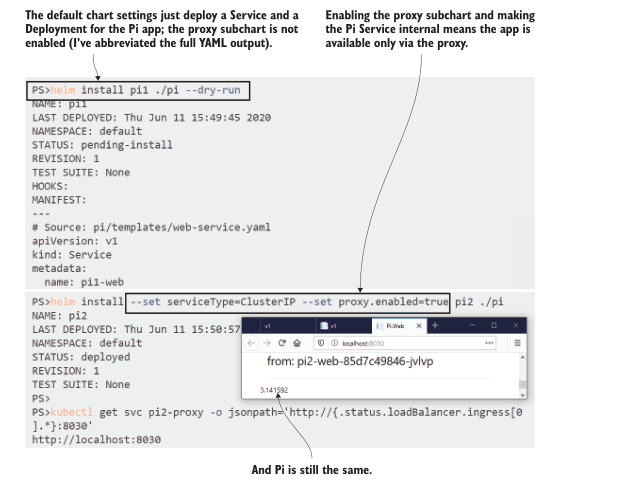 The default chart settings just deploy a Service and a
Deployment for the Pi app; the proxy subchart is not
enabled (I've abbreviated the full YAML output).
Enabling the proxy subchart and making
the Pi Service internal means the app is
available only via the proxy.
PS>helm install pi1 ./pi --dry-run
NAME: pi1
LAST DEPLOYED: Thu Jun 11 15:49:45 2020
NAMESPACE: default
STATUS: pending-install
REVISION: 1
TEST SUITE: None
HOOKS:
MANIFEST:
---
# Source: pi/templates/web-service.yaml
apiVersion: v1
kind: Service
metadata:
name: pi1-web
PS>helm install --set serviceType=ClusterIP --set proxy.enabled=true pi2 ./pi
NAME: pi2
LAST DEPLOYED: Thu Jun 11 15:50:57
NAMESPACE: default
STATUS: deployed
REVISION: 1
TEST SUITE: None
PS>
v1
v1
Pi.Web
localhost:8030
from: pi2-web-85d7c49846-jvlvp
3.141592
PS>kubectl get svc pi2-proxy -o jsonpath='http://{.status.loadBalancer.ingress[0
].*}:8030'
http://localhost:8030
And Pi is still the same.